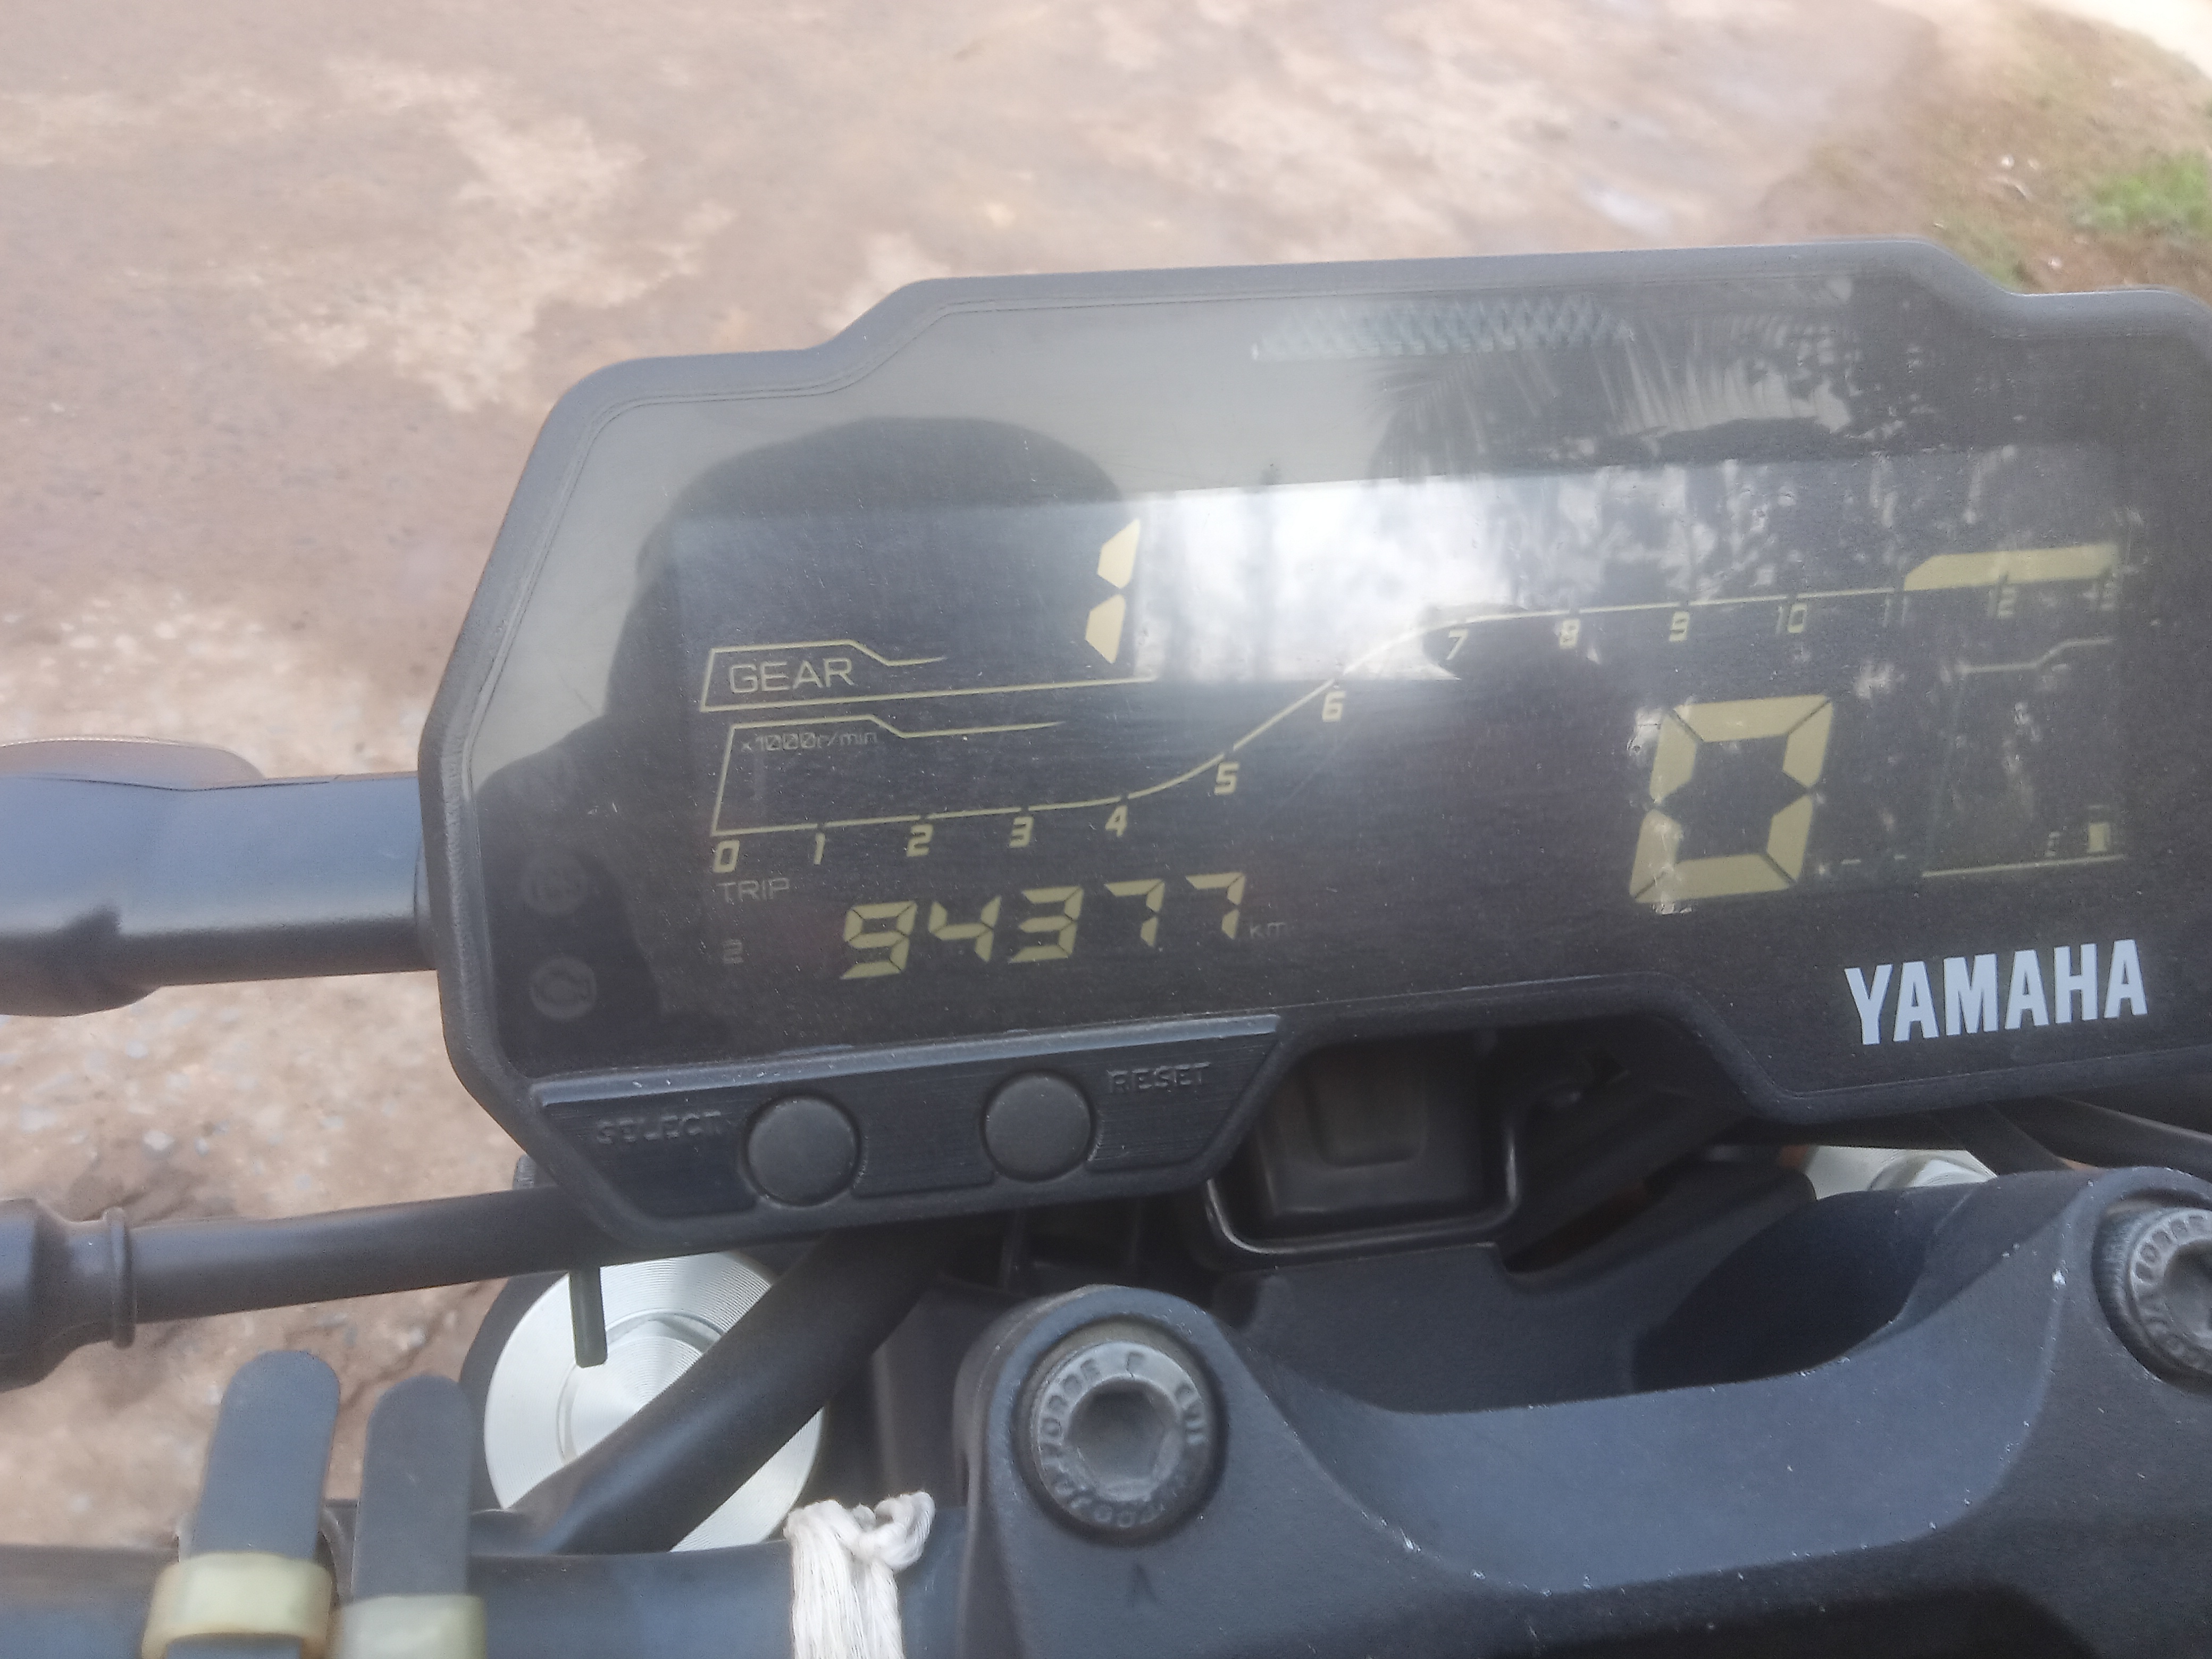 1
GEAR
x1000r/min
0 1 2 3 4 5 6 7 8 9 10 11 12 13
0
TRIP
2
94377 km
YAMAHA
SELECT
RESET